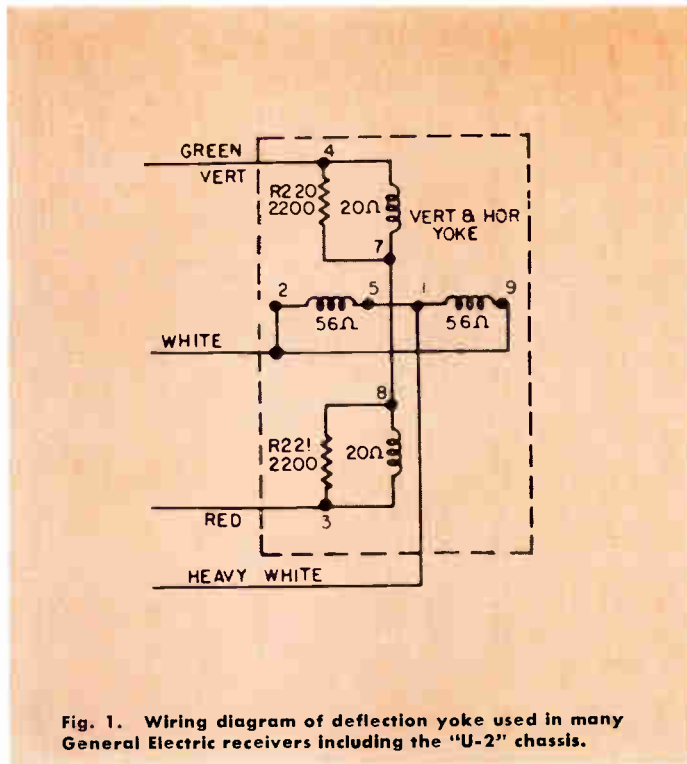 GREEN
VERT
4
R220
2200
20Ω
VERT & HOR
YOKE
7
2
5
1
9
56Ω
56Ω
WHITE
8
R221
2200
20Ω
RED
3
HEAVY WHITE
Fig. 1. Wiring diagram of deflection yoke used in many
General Electric receivers including the "U-2" chassis.